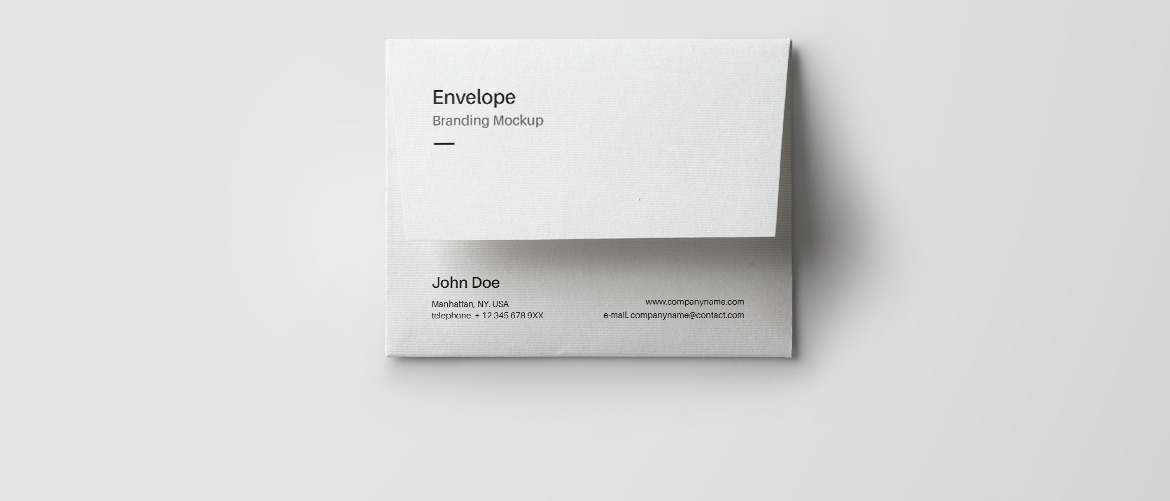 Envelope
Branding Mockup
John Doe
Manhattan, NY. USA
telephone. + 12 345 678 9XX
www.companyname.com
e-mail. companyname@contact.com